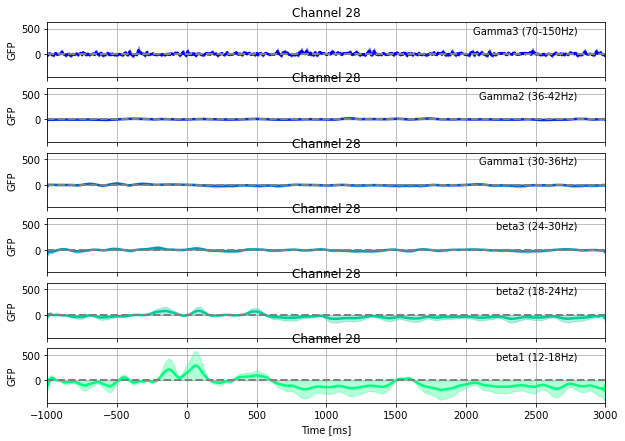 Channel 28
GFP
500
0
Gamma3 (70-150Hz)
Channel 28
GFP
500
0
Gamma2 (36-42Hz)
Channel 28
GFP
500
0
Gamma1 (30-36Hz)
Channel 28
GFP
500
0
beta3 (24-30Hz)
Channel 28
GFP
500
0
beta2 (18-24Hz)
Channel 28
GFP
500
0
beta1 (12-18Hz)
−1000 −500 0 500 1000 1500 2000 2500 3000
Time [ms]